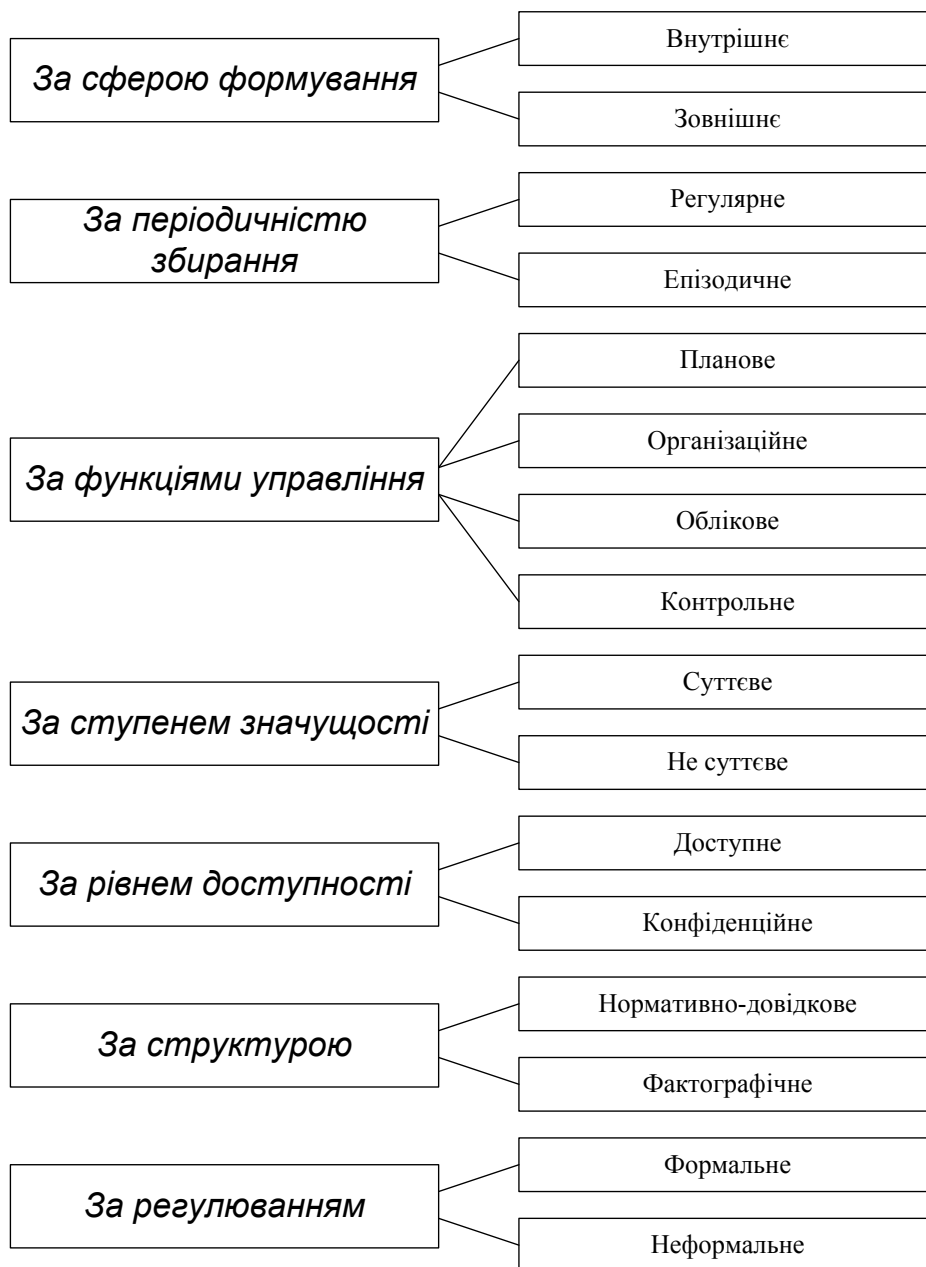 За сферою формування
Внутрішнє
Зовнішнє
За періодичністю
збирання
Регулярне
Епізодичне
За функціями управління
Планове
Організаційне
Облікове
Контрольне
За ступенем значущості
Суттєве
Не суттєве
За рівнем доступності
Доступне
Конфіденційне
За структурою
Нормативно-довідкове
Фактографічне
За регулюванням
Формальне
Неформальне